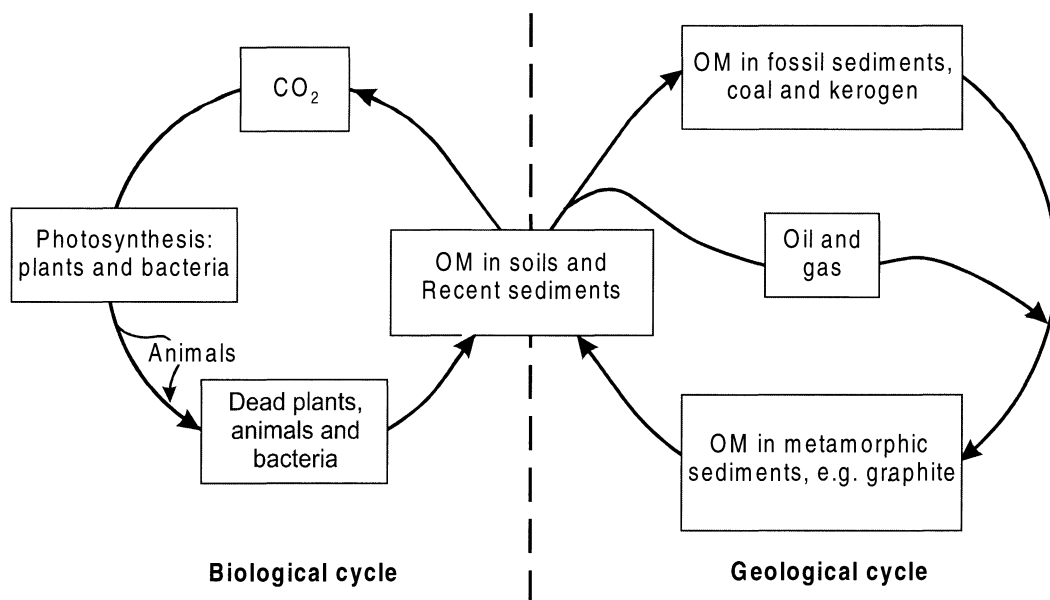 CO2
Photosynthesis:
plants and bacteria
Animals
Dead plants,
animals and
bacteria
OM in soils and
Recent sediments
OM in fossil sediments,
coal and kerogen
Oil and
gas
OM in metamorphic
sediments, e.g. graphite
Biological cycle
Geological cycle